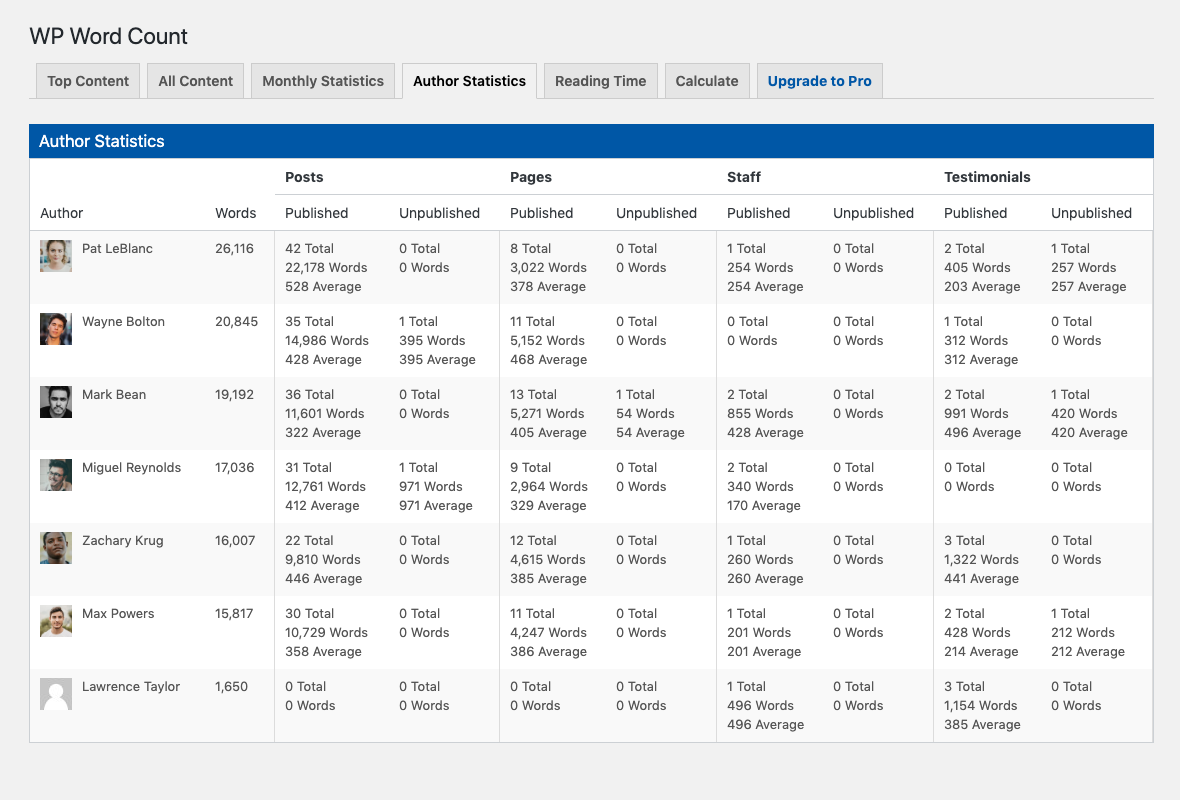 WP Word Count
Top Content All Content Monthly Statistics Author Statistics Reading Time Calculate Upgrade to Pro
Author Statistics
Posts Pages Staff Testimonials
Author Words Published Unpublished Published Unpublished Published Unpublished Published Unpublished
Pat LeBlanc 26,116 42 Total 0 Total 8 Total 0 Total 1 Total 0 Total 2 Total 1 Total
22,178 Words 0 Words 3,022 Words 0 Words 254 Words 0 Words 405 Words 257 Words
528 Average 378 Average 254 Average 203 Average 257 Average
Wayne Bolton 20,845 35 Total 1 Total 11 Total 0 Total 0 Total 0 Total 1 Total 0 Total
14,986 Words 395 Words 5,152 Words 0 Words 0 Words 0 Words 312 Words 0 Words
428 Average 395 Average 468 Average 312 Average
Mark Bean 19,192 36 Total 0 Total 13 Total 1 Total 2 Total 0 Total 2 Total 1 Total
11,601 Words 0 Words 5,271 Words 54 Words 855 Words 0 Words 991 Words 420 Words
322 Average 405 Average 54 Average 428 Average 496 Average 420 Average
Miguel Reynolds 17,036 31 Total 1 Total 9 Total 0 Total 2 Total 0 Total 0 Total 0 Total
12,761 Words 971 Words 2,964 Words 0 Words 340 Words 0 Words 0 Words 0 Words
412 Average 971 Average 329 Average 170 Average
Zachary Krug 16,007 22 Total 0 Total 12 Total 0 Total 1 Total 0 Total 3 Total 0 Total
9,810 Words 0 Words 4,615 Words 0 Words 260 Words 0 Words 1,322 Words 0 Words
446 Average 385 Average 260 Average 441 Average
Max Powers 15,817 30 Total 0 Total 11 Total 0 Total 1 Total 0 Total 2 Total 1 Total
10,729 Words 0 Words 4,247 Words 0 Words 201 Words 0 Words 428 Words 212 Words
358 Average 386 Average 201 Average 214 Average 212 Average
Lawrence Taylor 1,650 0 Total 0 Total 0 Total 0 Total 1 Total 0 Total 3 Total 0 Total
0 Words 0 Words 0 Words 0 Words 496 Words 0 Words 1,154 Words 0 Words
496 Average 385 Average